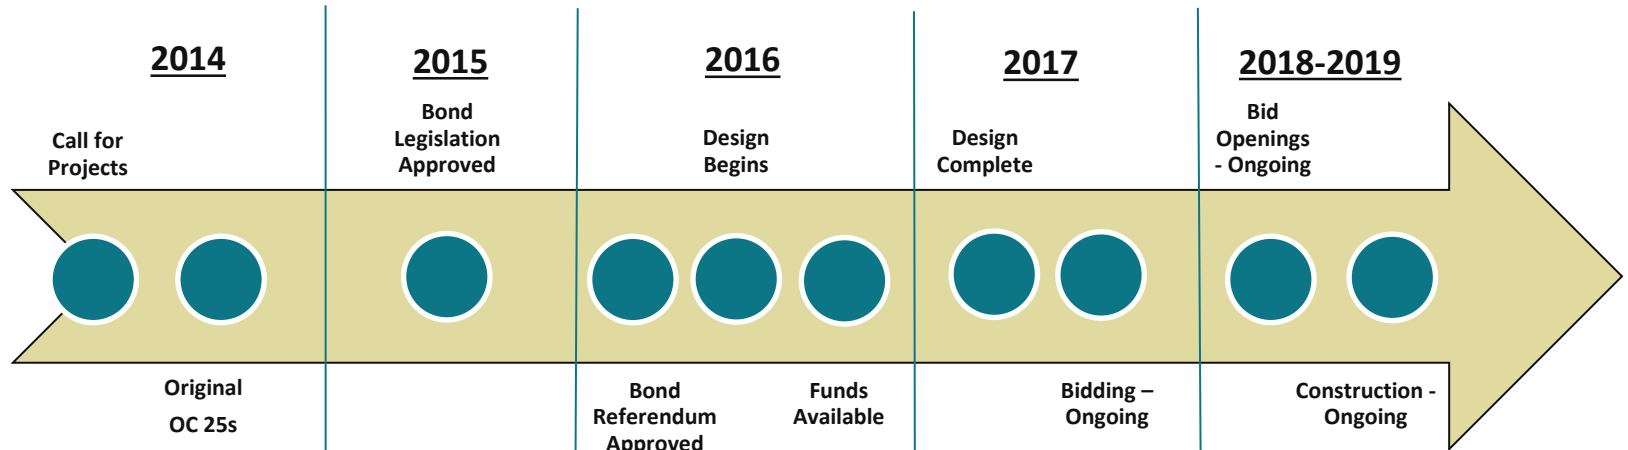 2014
2015
2016
2017
2018-2019
Call for
Projects
Bond
Legislation
Approved
Design
Begins
Design
Complete
Bid
Openings
- Ongoing
Original
OC 25s
Bond
Referendum
Approved
Funds
Available
Bidding –
Ongoing
Construction -
Ongoing